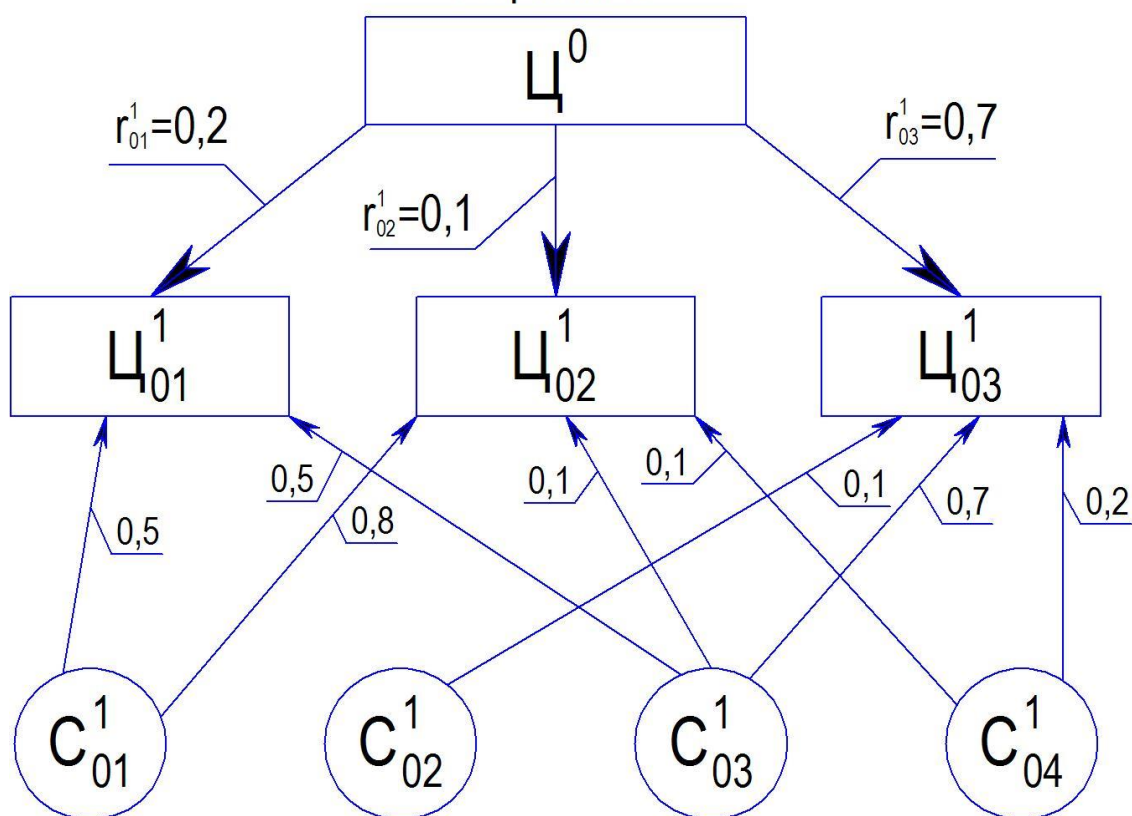 Ц⁰
r¹₀₁=0,2
r¹₀₃=0,7
r¹₀₂=0,1
Ц¹₀₁
Ц¹₀₂
Ц¹₀₃
0,5
0,1
0,1
0,1
0,7
0,5
0,8
0,2
С¹₀₁
С¹₀₂
С¹₀₃
С¹₀₄